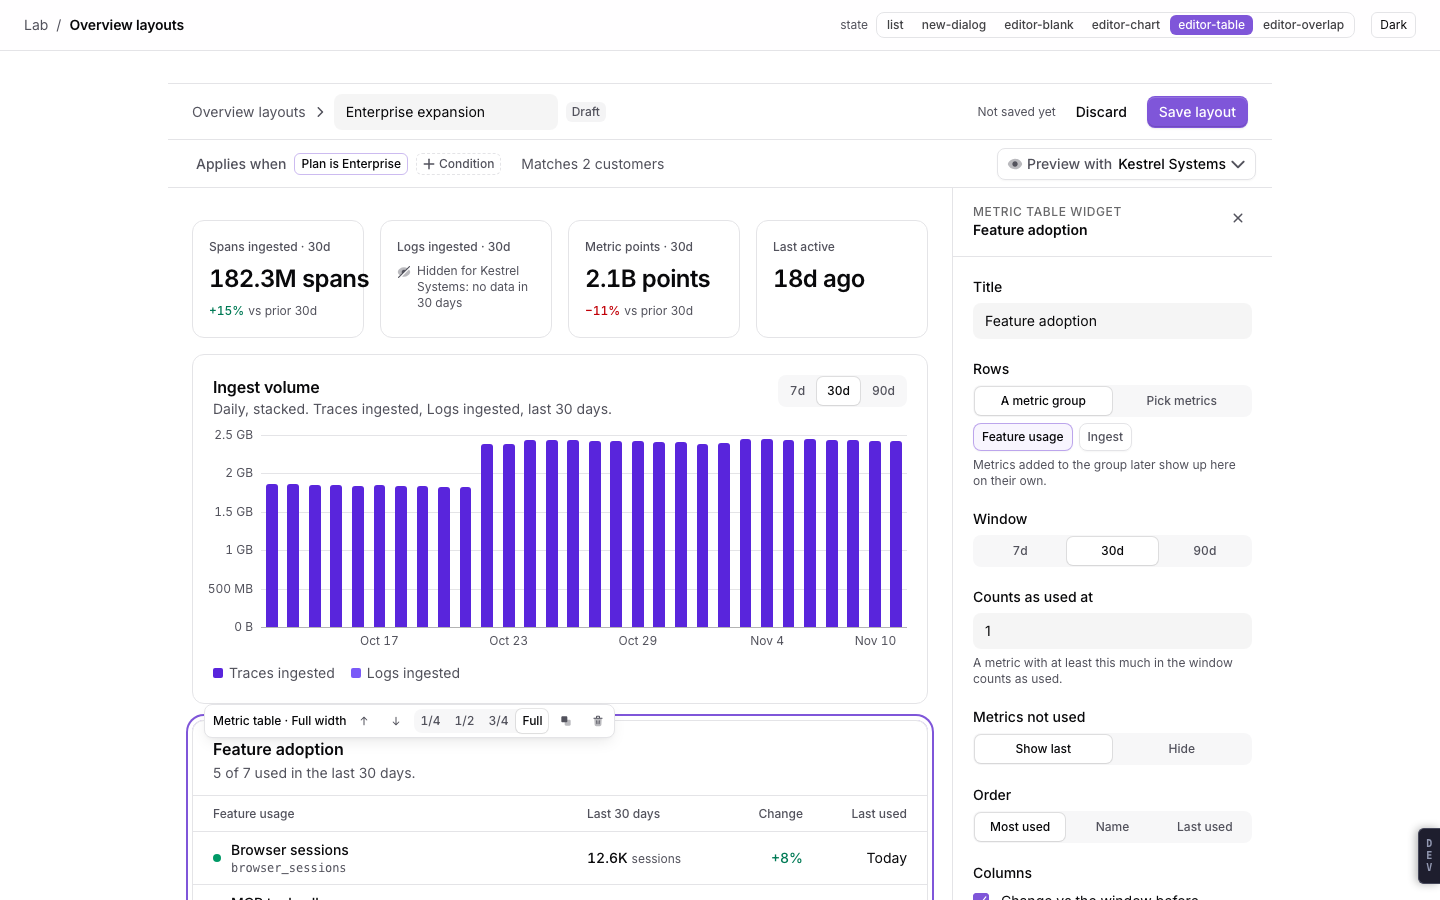 Lab / Overview layouts
state list new-dialog editor-blank editor-chart editor-table editor-overlap Dark
Overview layouts Enterprise expansion Draft Not saved yet Discard Save layout
Applies when Plan is Enterprise Condition Matches 2 customers Preview with Kestrel Systems
Spans ingested · 30d
182.3M spans
+15% vs prior 30d
Logs ingested · 30d
Hidden for Kestrel
Systems: no data in
30 days
Metric points · 30d
2.1B points
−11% vs prior 30d
Last active
18d ago
Ingest volume
Daily, stacked. Traces ingested, Logs ingested, last 30 days.
7d 30d 90d
2.5 GB
2 GB
1.5 GB
1 GB
500 MB
0 B
Oct 17 Oct 23 Oct 29 Nov 4 Nov 10
Traces ingested Logs ingested
Metric table · Full width ↑ ↓ 1/4 1/2 3/4 Full
Feature adoption
5 of 7 used in the last 30 days.
Feature usage Last 30 days Change Last used
Browser sessions
browser_sessions
12.6K sessions +8% Today
METRIC TABLE WIDGET
Feature adoption
Title
Feature adoption
Rows
A metric group Pick metrics
Feature usage Ingest
Metrics added to the group later show up here
on their own.
Window
7d 30d 90d
Counts as used at
1
A metric with at least this much in the window
counts as used.
Metrics not used
Show last Hide
Order
Most used Name Last used
Columns
Change vs the window before
DEV